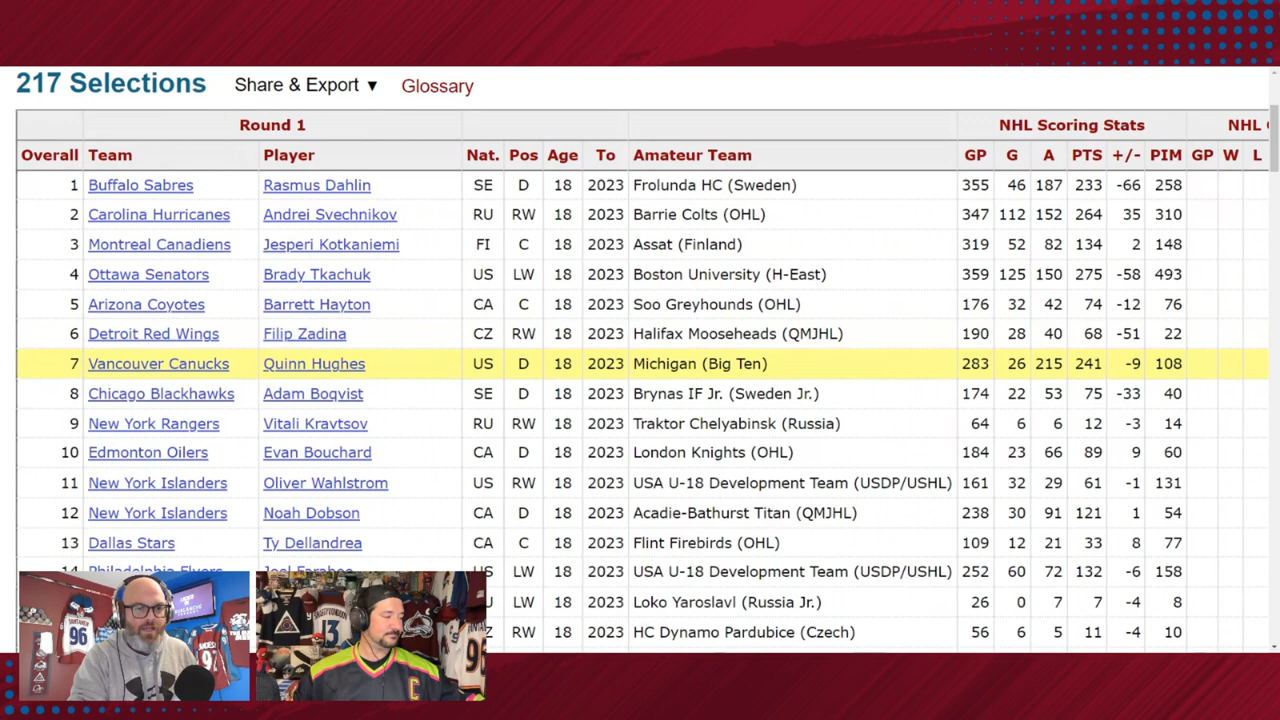 217 Selections Share & Export ▼ Glossary
Round 1 NHL Scoring Stats NHL
Overall Team Player Nat. Pos Age To Amateur Team GP G A PTS +/- PIM GP W L
1 Buffalo Sabres Rasmus Dahlin SE D 18 2023 Frolunda HC (Sweden) 355 46 187 233 -66 258
2 Carolina Hurricanes Andrei Svechnikov RU RW 18 2023 Barrie Colts (OHL) 347 112 152 264 35 310
3 Montreal Canadiens Jesperi Kotkaniemi FI C 18 2023 Assat (Finland) 319 52 82 134 2 148
4 Ottawa Senators Brady Tkachuk US LW 18 2023 Boston University (H-East) 359 125 150 275 -58 493
5 Arizona Coyotes Barrett Hayton CA C 18 2023 Soo Greyhounds (OHL) 176 32 42 74 -12 76
6 Detroit Red Wings Filip Zadina CZ RW 18 2023 Halifax Mooseheads (QMJHL) 190 28 40 68 -51 22
7 Vancouver Canucks Quinn Hughes US D 18 2023 Michigan (Big Ten) 283 26 215 241 -9 108
8 Chicago Blackhawks Adam Boqvist SE D 18 2023 Brynas IF Jr. (Sweden Jr.) 174 22 53 75 -33 40
9 New York Rangers Vitali Kravtsov RU RW 18 2023 Traktor Chelyabinsk (Russia) 64 6 6 12 -3 14
10 Edmonton Oilers Evan Bouchard CA D 18 2023 London Knights (OHL) 184 23 66 89 9 60
11 New York Islanders Oliver Wahlstrom US RW 18 2023 USA U-18 Development Team (USDP/USHL) 161 32 29 61 -1 131
12 New York Islanders Noah Dobson CA D 18 2023 Acadie-Bathurst Titan (QMJHL) 238 30 91 121 1 54
13 Dallas Stars Ty Dellandrea CA C 18 2023 Flint Firebirds (OHL) 109 12 21 33 8 77
14 Philadelphia Flyers Joel Farabee US LW 18 2023 USA U-18 Development Team (USDP/USHL) 252 60 72 132 -6 158
LW 18 2023 Loko Yaroslavl (Russia Jr.) 26 0 7 7 -4 8
RW 18 2023 HC Dynamo Pardubice (Czech) 56 6 5 11 -4 10
96
13
96
C